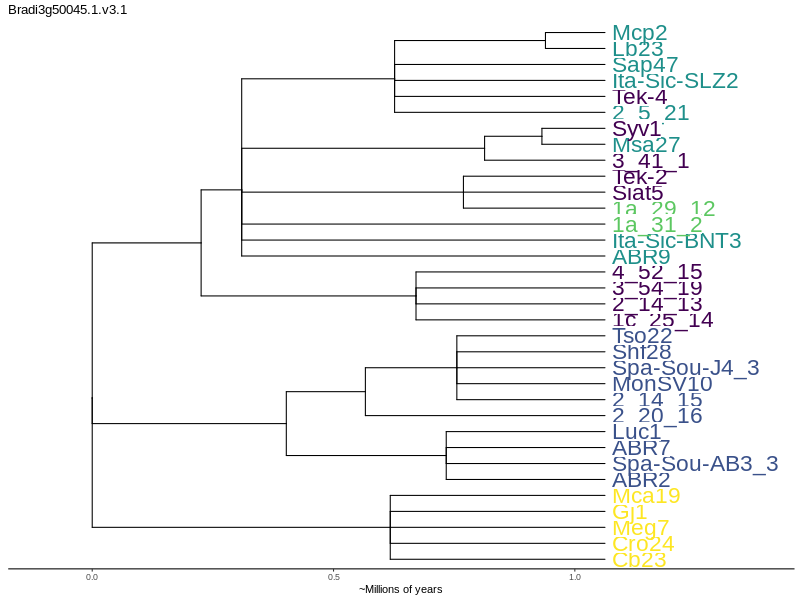 Bradi3g50045.1.v3.1
Mcp2
Lb23
Sap47
Ita-Sic-SLZ2
Tek-4
2_5_21
Syv1
Msa27
3_41_1
Tek-2
Siat5
1a_29_12
1a_31_2
Ita-Sic-BNT3
ABR9
4_52_15
3_54_19
2_14_13
1c_25_14
Tso22
Shf28
Spa-Sou-J4_3
MonSV10
2_14_15
2_20_16
Luc1
ABR7
Spa-Sou-AB3_3
ABR2
Mca19
Gj1
Meg7
Cro24
Cb23
0.0 0.5 1.0
~Millions of years